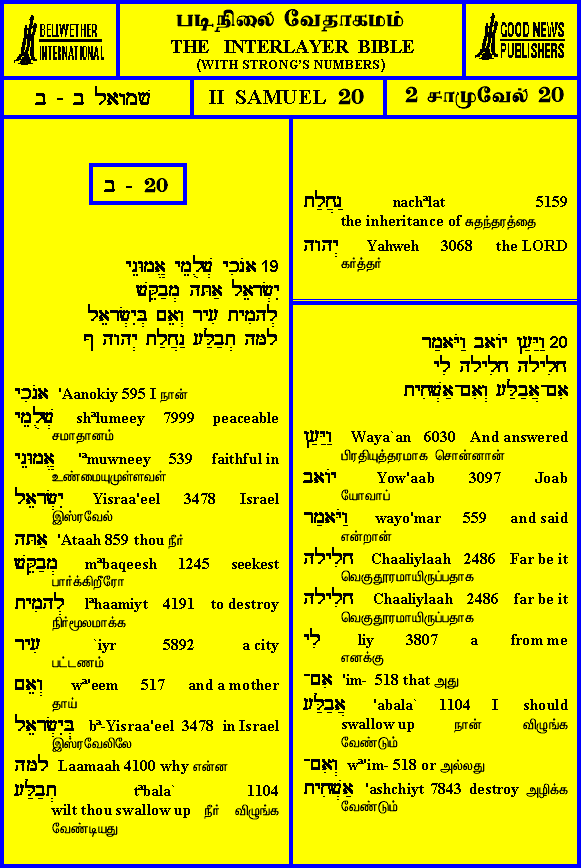 BELLWETHER
INTERNATIONAL
படிநிலை வேதாகமம்
THE INTERLAYER BIBLE
(WITH STRONG'S NUMBERS)
GOOD NEWS
PUBLISHERS
שמואל ב - ב
II SAMUEL 20
2 சாமுவேல் 20
ב - 20
19 אֹנֹכִי שְׁלֻמֵי אֱמוּנֵי
יִשְׂרָאֵל אַתָּה מְבַקֵּשׁ
לְהָמִית עִיר וְאֵם בְּיִשְׂרָאֵל
לָמָּה תְבַלַּע נַחֲלַת יְהוָה ף
אֹנֹכִי 'Aanokiy 595 I நான்
שְׁלֻמֵי shªlumeey 7999 peaceable
சமாதானம்
אֱמוּנֵי 'ªmuwneey 539 faithful in
உண்மையுமுள்ளவள்
יִשְׂרָאֵל Yisraa'eel 3478 Israel
இஸ்ரவேல்
אַתָּה 'Ataah 859 thou நீர்
מְבַקֵּשׁ mªbaqeesh 1245 seekest
பார்க்கிறீரோ
לְהָמִית lªhaamiyt 4191 to destroy
நிர்மூலமாக்க
עִיר `iyr 5892 a city
பட்டணம்
וְאֵם wª'eem 517 and a mother
தாய்
בְּיִשְׂרָאֵל bª-Yisraa'eel 3478 in Israel
இஸ்ரவேலிலே
לָמָּה Laamaah 4100 why என்ன
תְבַלַּע tªbala` 1104
wilt thou swallow up நீர் விழுங்க
வேண்டியது
נַחֲלַת nachªlat 5159
the inheritance of சுதந்தரத்தை
יְהוָה Yahweh 3068 the LORD
கர்த்தர்
20 וַיַּעַן יוֹאָב וַיֹּאמַר
חָלִילָה חָלִילָה לִי
אִם־אֲבַלַּע וְאִם־אַשְׁחִית
וַיַּעַן Waya`an 6030 And answered
பிரதியுத்தரமாக சொன்னான்
יוֹאָב Yow'aab 3097 Joab
யோவாப்
וַיֹּאמַר wayo'mar 559 and said
என்றான்
חָלִילָה Chaaliylaah 2486 Far be it
வெகுதூரமாயிருப்பதாக
חָלִילָה Chaaliylaah 2486 far be it
வெகுதூரமாயிருப்பதாக
לִי liy 3807 a from me
எனக்கு
אִם־ 'im- 518 that அது
אֲבַלַּע 'abala` 1104 I should
swallow up நான் விழுங்க
வேண்டும்
וְאִם־ wª'im- 518 or அல்லது
אַשְׁחִית 'ashchiyt 7843 destroy அழிக்க
வேண்டும்